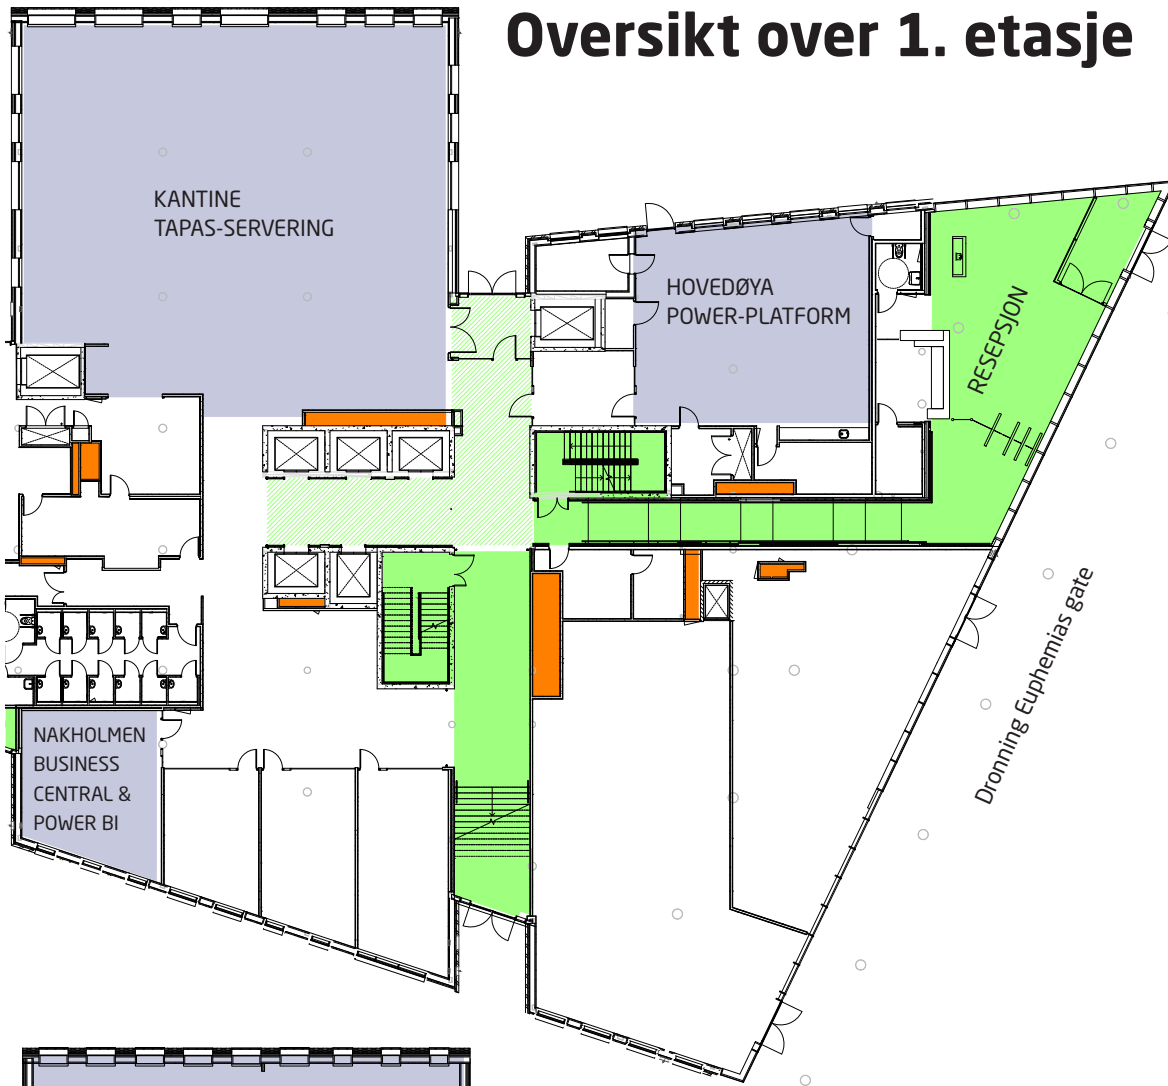 Oversikt over 1. etasje
KANTINE
TAPAS-SERVERING
HOVEDØYA
POWER-PLATFORM
RESEPSJON
Dronning Euphemias gate
NAKHOLMEN
BUSINESS
CENTRAL &
POWER BI